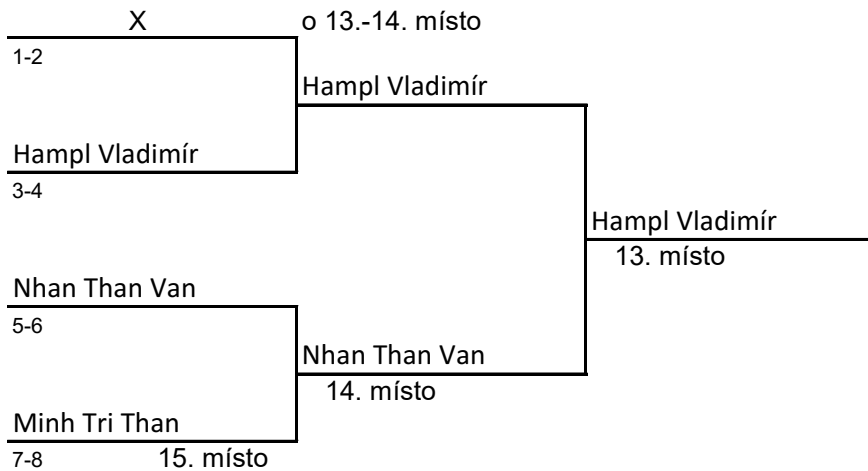 X
o 13.-14. místo
1-2
Hampl Vladimír
Hampl Vladimír
3-4
Hampl Vladimír
13. místo
Nhan Than Van
5-6
Nhan Than Van
14. místo
Minh Tri Than
7-8
15. místo